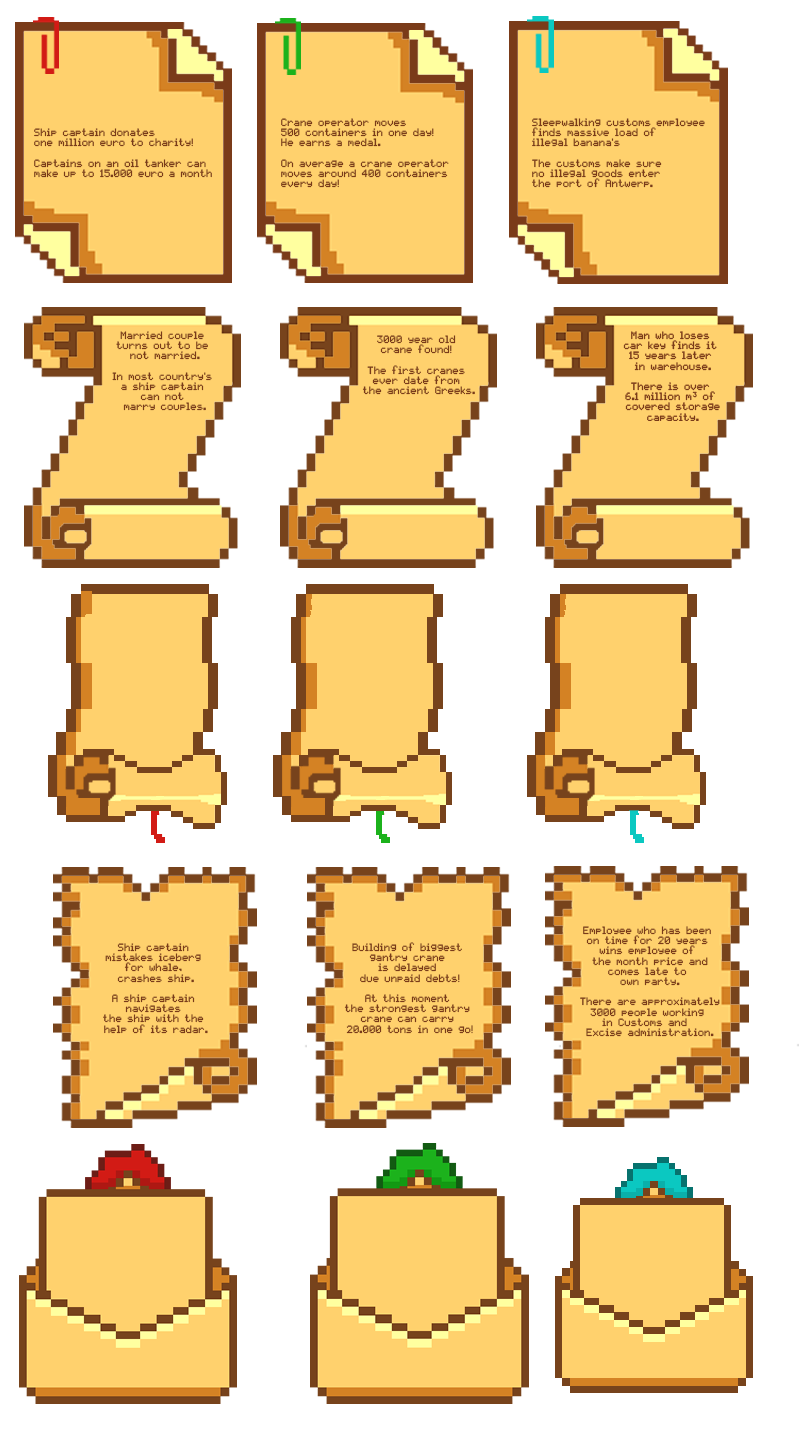 Ship captain donates
one million euro to charity!
Captains on an oil tanker can
make up to 15.000 euro a month
Crane operator moves
500 containers in one day!
He earns a medal.
On average a crane operator
moves around 400 containers
every day!
Sleepwalking customs employee
finds massive load of
illegal banana's
The customs make sure
no illegal goods enter
the port of Antwerp.
Married couple
turns out to be
not married.
In most country's
a ship captain
can not
marry couples.
3000 year old
crane found!
The first cranes
ever date from
the ancient Greeks.
Man who loses
car key finds it
15 years later
in warehouse.
There is over
6.1 million m³ of
covered storage
capacity.
Ship captain
mistakes iceberg
for whale.
crashes ship.
A ship captain
navigates
the ship with the
help of its radar.
Building of biggest
gantry crane
is delayed
due unpaid debts!
At this moment
the strongest gantry
crane can carry
20.000 tons in one go!
Employee who has been
on time for 20 years
wins employee of
the month price and
comes late to
own party.
There are approximately
3000 people working
in Customs and
Excise administration.